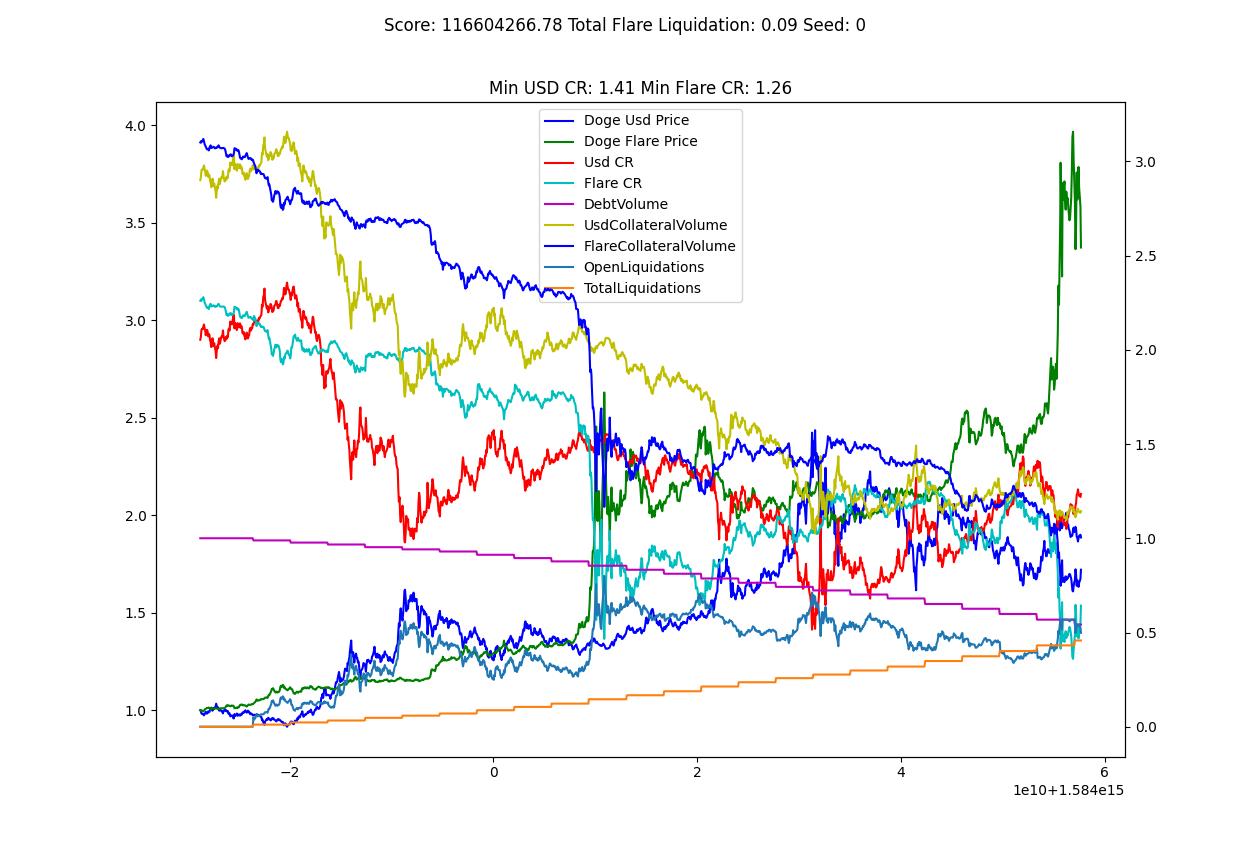 Score: 116604266.78 Total Flare Liquidation: 0.09 Seed: 0
Min USD CR: 1.41 Min Flare CR: 1.26
Doge Usd Price
Doge Flare Price
Usd CR
Flare CR
DebtVolume
UsdCollateralVolume
FlareCollateralVolume
OpenLiquidations
TotalLiquidations
4.0
3.5
3.0
2.5
2.0
1.5
1.0
3.0
2.5
2.0
1.5
1.0
0.5
0.0
−2
0
2
4
6
1e10+1.584e15